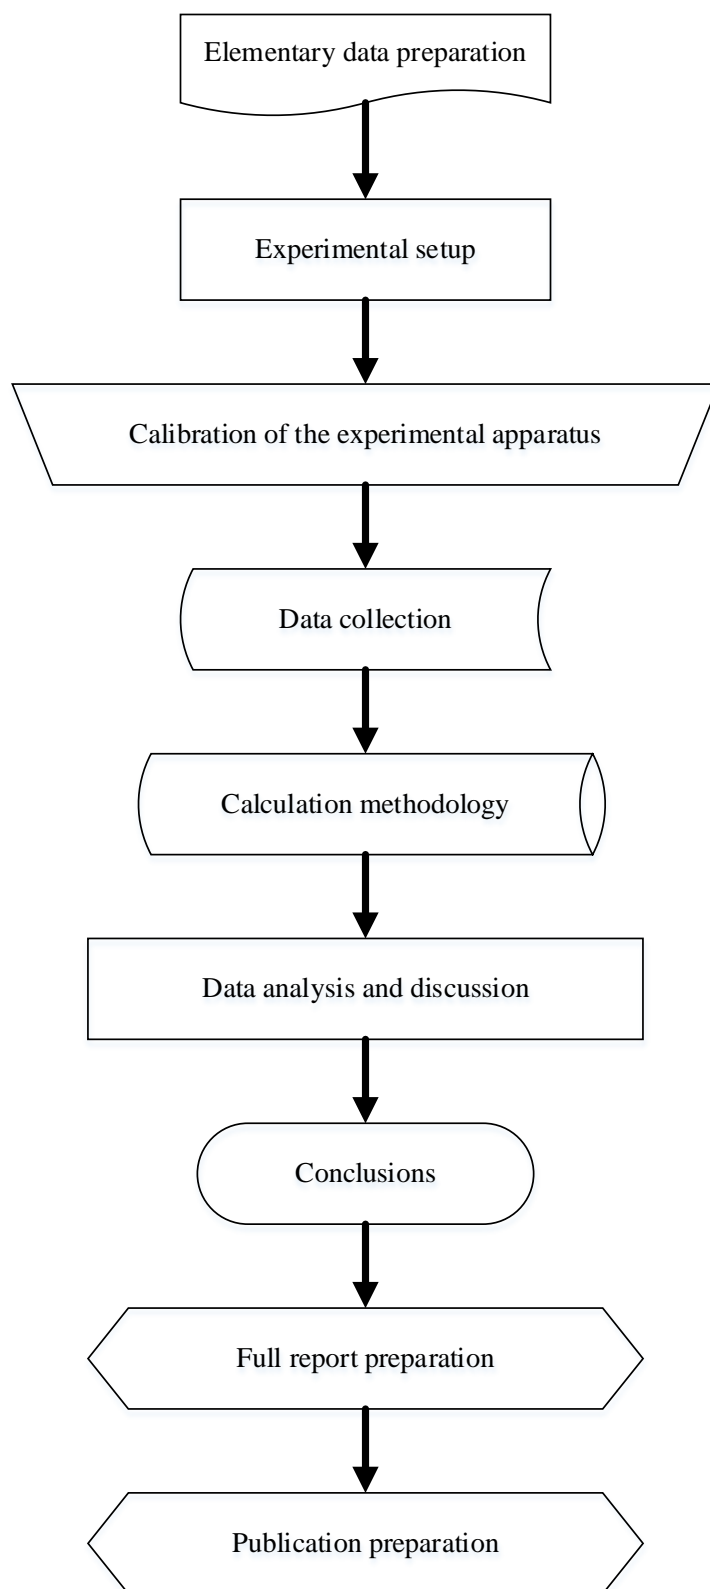 Elementary data preparation
Experimental setup
Calibration of the experimental apparatus
Data collection
Calculation methodology
Data analysis and discussion
Conclusions
Full report preparation
Publication preparation